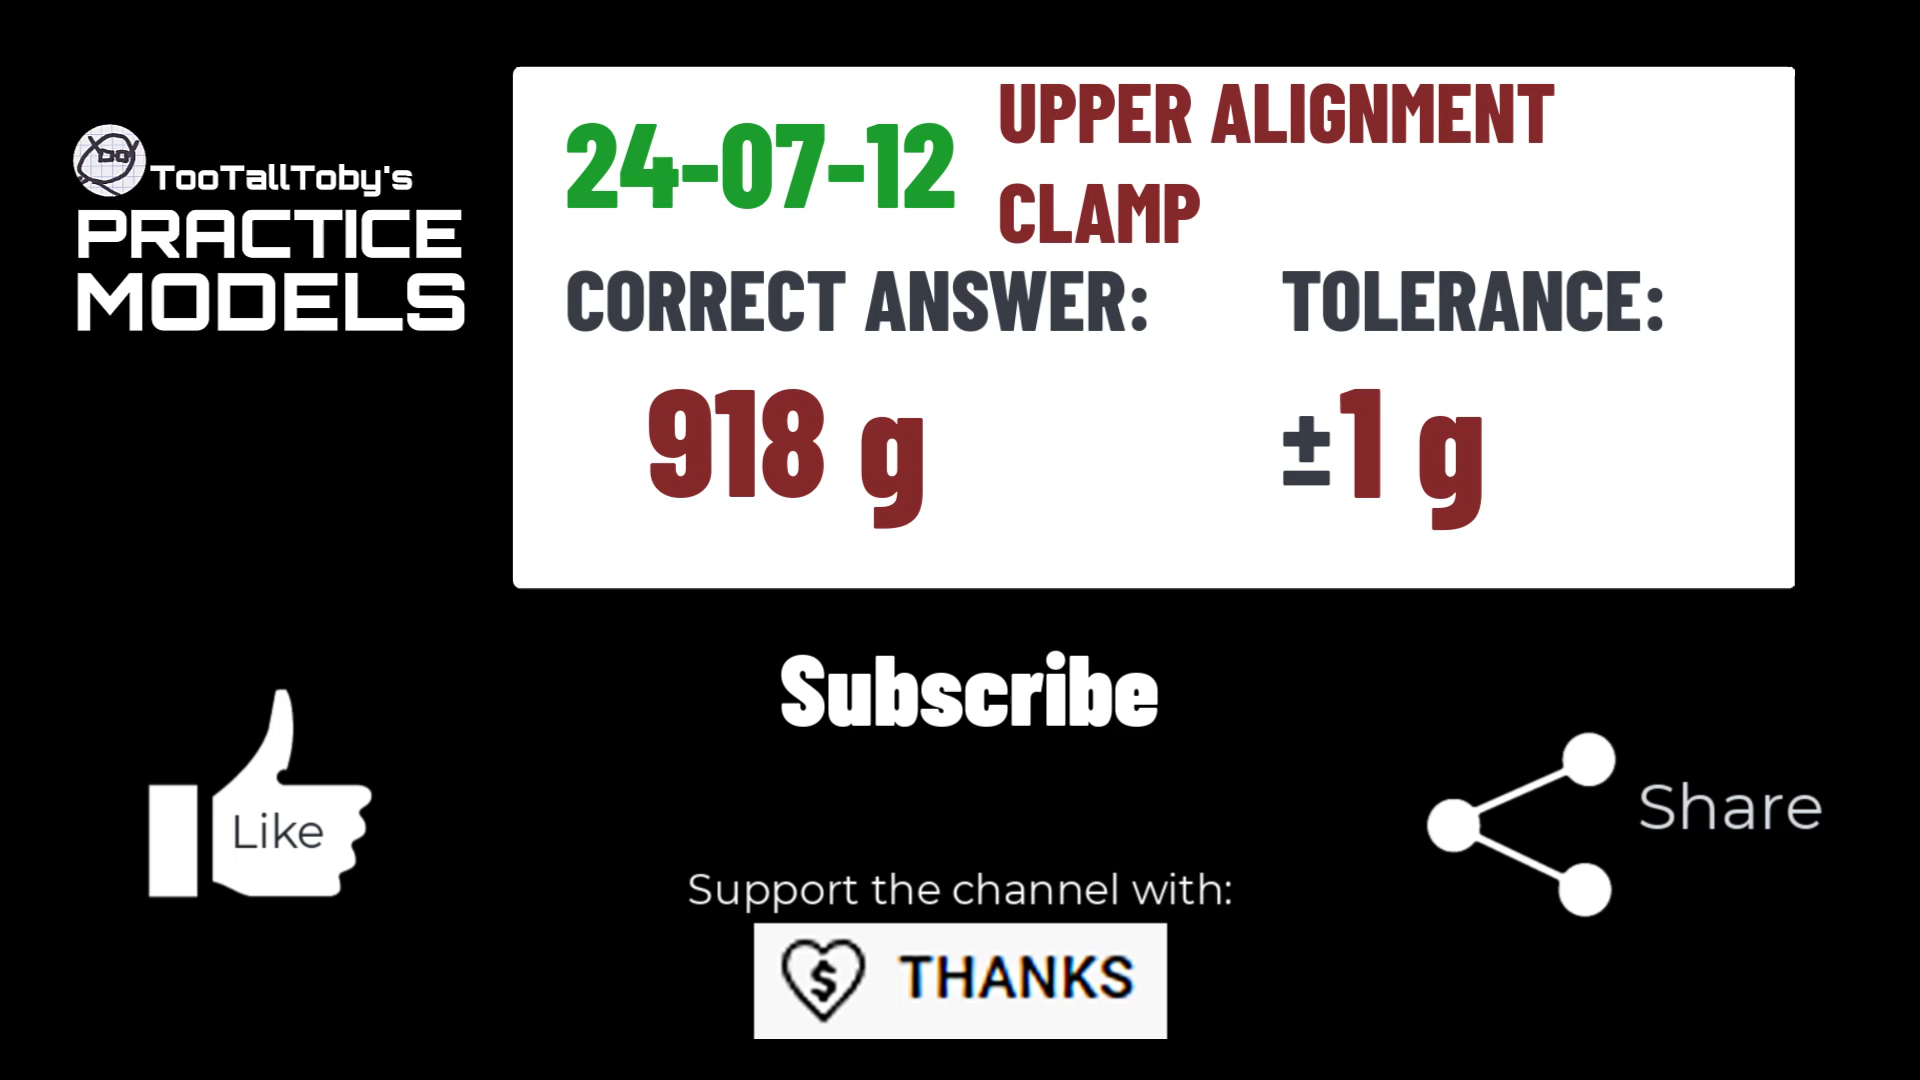 TooTallToby's
PRACTICE
MODELS
24-07-12
UPPER ALIGNMENT
CLAMP
CORRECT ANSWER:
TOLERANCE:
918 g
±1 g
Subscribe
Like
Share
Support the channel with:
$ THANKS